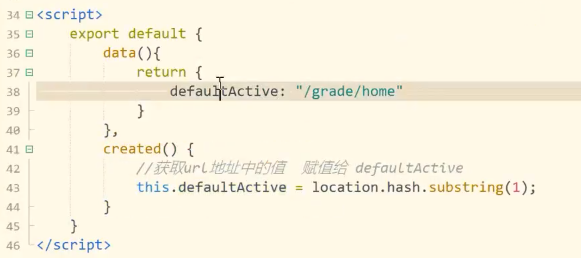 34 <script>
35 export default {
36 data(){
37 return {
38 defaultActive: "/grade/home"
39 }
40 },
41 created() {
42 //获取url地址中的值 赋值给 defaultActive
43 this.defaultActive = location.hash.substring(1);
44 }
45 }
46 </script>